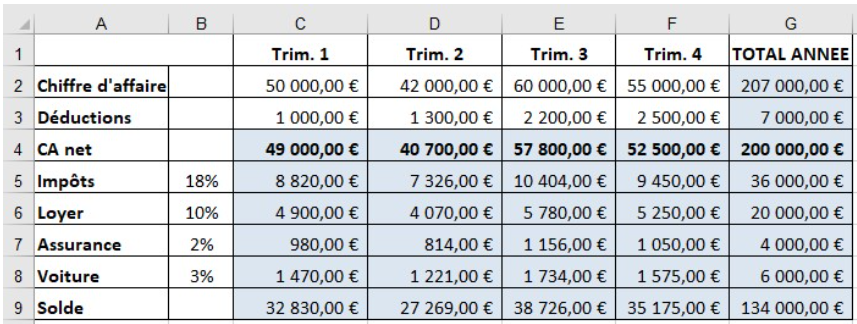 A B C D E F G
1 Trim. 1 Trim. 2 Trim. 3 Trim. 4 TOTAL ANNEE
2 Chiffre d'affaire 50 000,00 € 42 000,00 € 60 000,00 € 55 000,00 € 207 000,00 €
3 Déductions 1 000,00 € 1 300,00 € 2 200,00 € 2 500,00 € 7 000,00 €
4 CA net 49 000,00 € 40 700,00 € 57 800,00 € 52 500,00 € 200 000,00 €
5 Impôts 18% 8 820,00 € 7 326,00 € 10 404,00 € 9 450,00 € 36 000,00 €
6 Loyer 10% 4 900,00 € 4 070,00 € 5 780,00 € 5 250,00 € 20 000,00 €
7 Assurance 2% 980,00 € 814,00 € 1 156,00 € 1 050,00 € 4 000,00 €
8 Voiture 3% 1 470,00 € 1 221,00 € 1 734,00 € 1 575,00 € 6 000,00 €
9 Solde 32 830,00 € 27 269,00 € 38 726,00 € 35 175,00 € 134 000,00 €